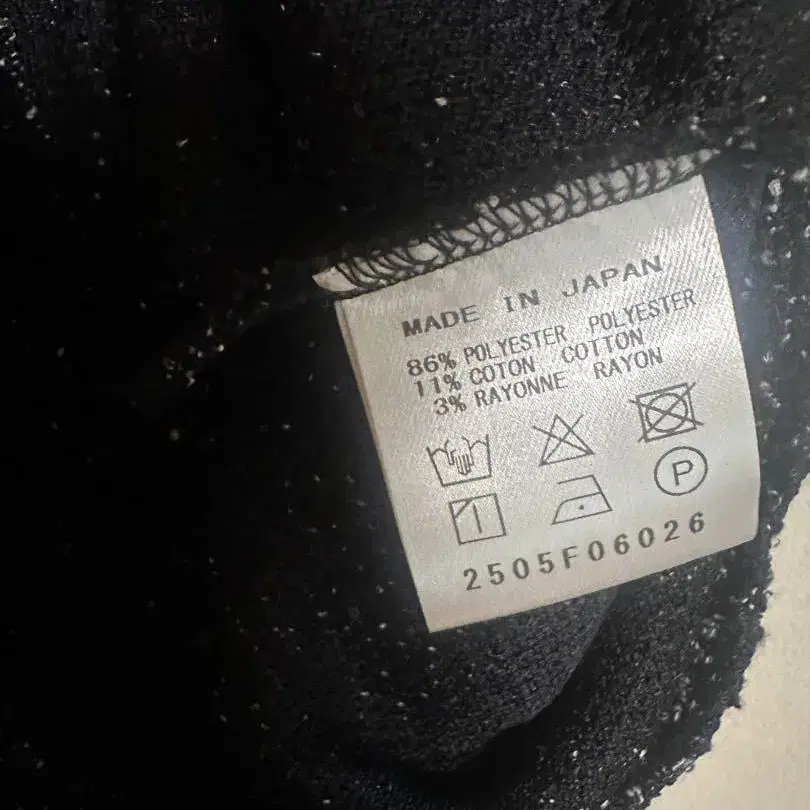 MADE IN JAPAN
86% POLYESTER POLYESTER
11% COTON COTTON
3% RAYONNE RAYON
P
2505F06026